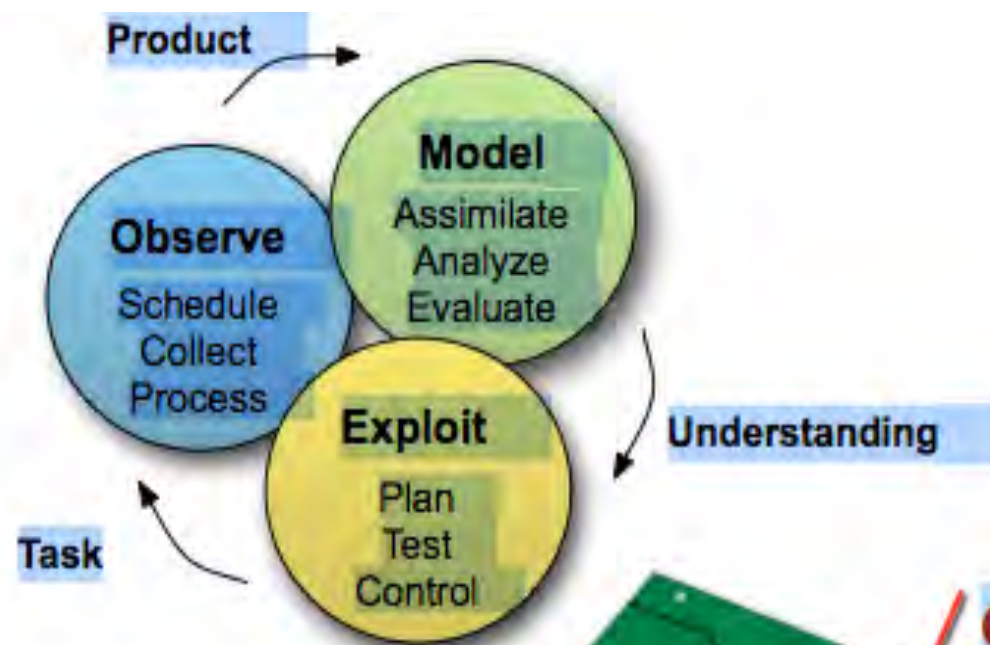 Product
Model
Assimilate
Analyze
Evaluate
Observe
Schedule
Collect
Process
Exploit
Plan
Test
Control
Understanding
Task